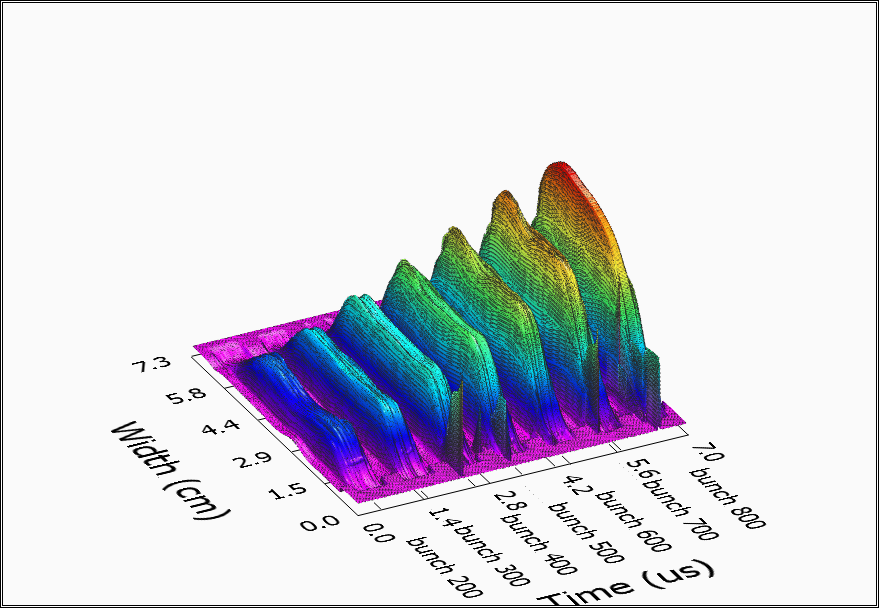 7.3
5.8
4.4
2.9
1.5
0.0
Width (cm)
0.0
1.4
2.8
4.2
5.6
7.0
bunch 200
bunch 300
bunch 400
bunch 500
bunch 600
bunch 700
bunch 800
Time (us)